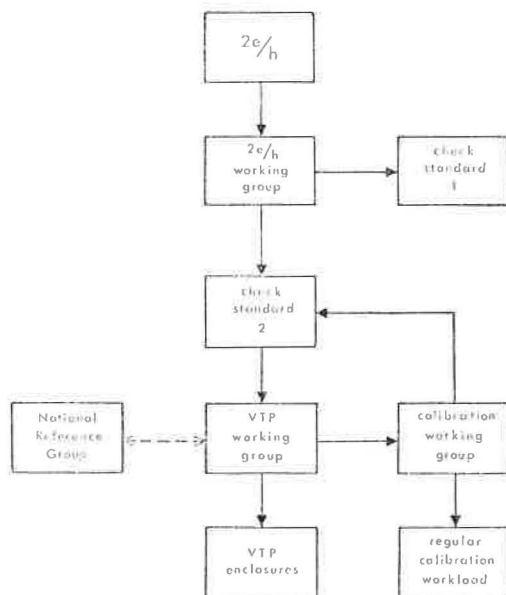 2e/h
2e/h
working
group
check
standard
1
check
standard
2
National
Reference
Group
VTP
working
group
calibration
working
group
VTP
enclosures
regular
calibration
workload